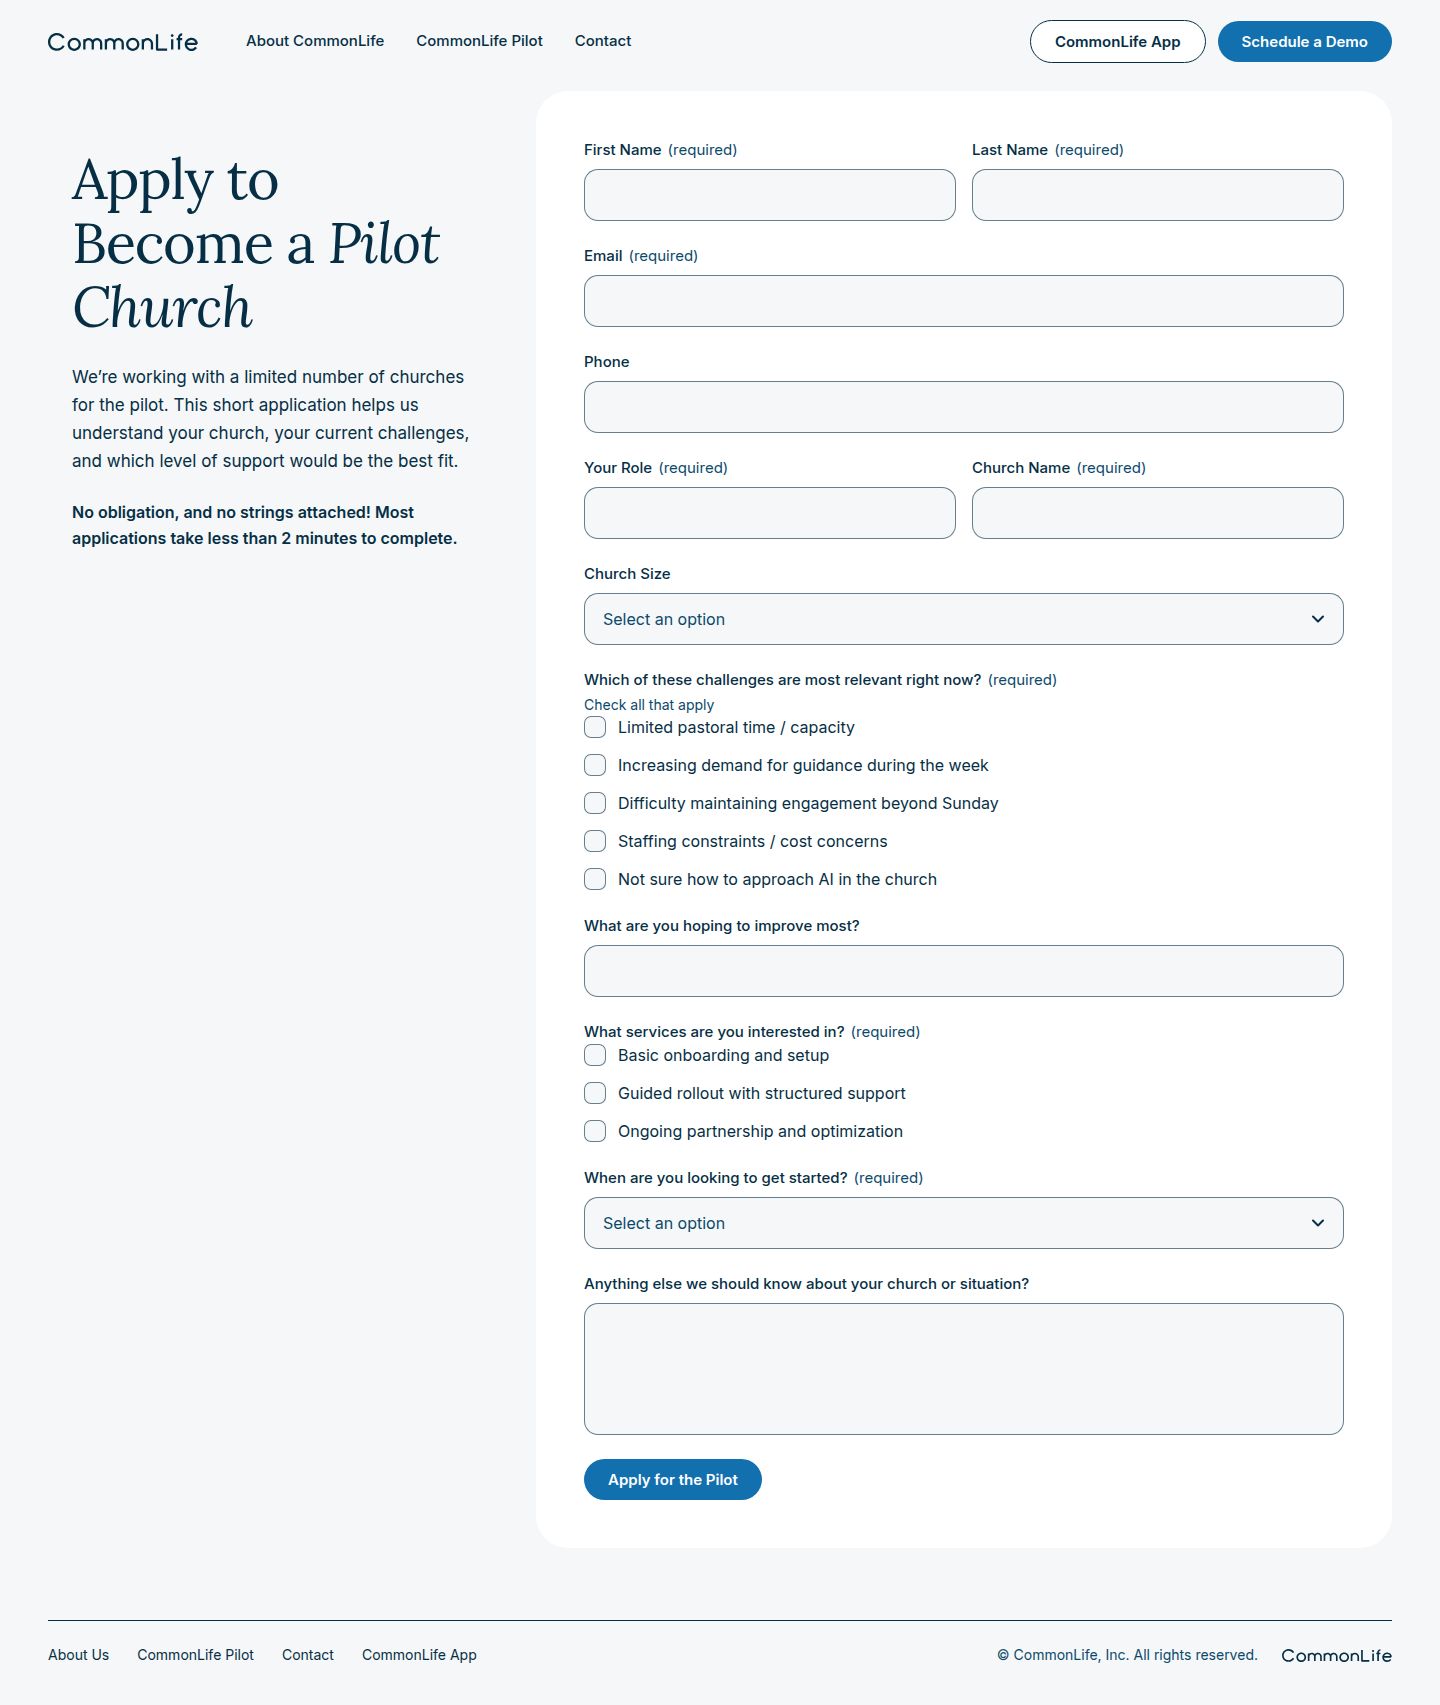 CommonLife
About CommonLife
CommonLife Pilot
Contact
CommonLife App
Schedule a Demo
Apply to
Become a Pilot
Church
We’re working with a limited number of churches
for the pilot. This short application helps us
understand your church, your current challenges,
and which level of support would be the best fit.
No obligation, and no strings attached! Most
applications take less than 2 minutes to complete.
First Name (required)
Last Name (required)
Email (required)
Phone
Your Role (required)
Church Name (required)
Church Size
Select an option
Which of these challenges are most relevant right now? (required)
Check all that apply
Limited pastoral time / capacity
Increasing demand for guidance during the week
Difficulty maintaining engagement beyond Sunday
Staffing constraints / cost concerns
Not sure how to approach AI in the church
What are you hoping to improve most?
What services are you interested in? (required)
Basic onboarding and setup
Guided rollout with structured support
Ongoing partnership and optimization
When are you looking to get started? (required)
Select an option
Anything else we should know about your church or situation?
Apply for the Pilot
About Us
CommonLife Pilot
Contact
CommonLife App
© CommonLife, Inc. All rights reserved.
CommonLife